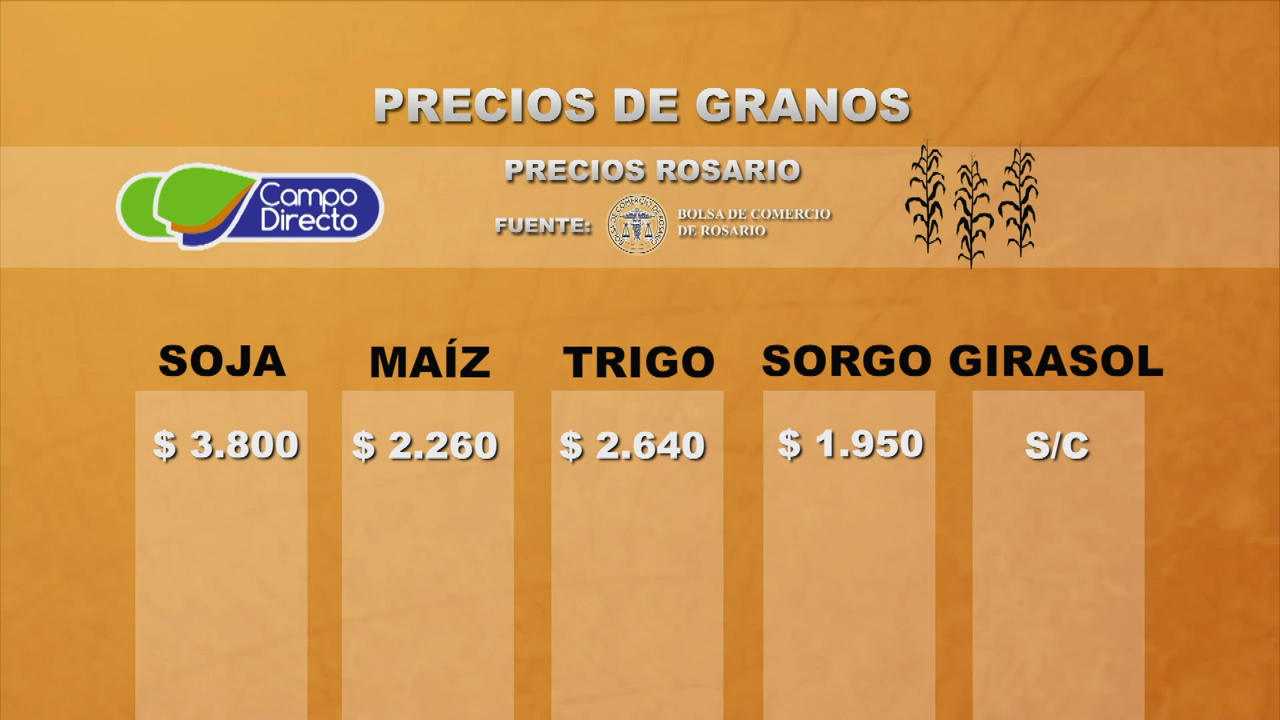 PRECIOS DE GRANOS
PRECIOS ROSARIO
Campo
Directo
FUENTE:
BOLSA DE COMERCIO
DE ROSARIO
SOJA MAÍZ TRIGO SORGO GIRASOL
$ 3.800 $ 2.260 $ 2.640 $ 1.950 S/C